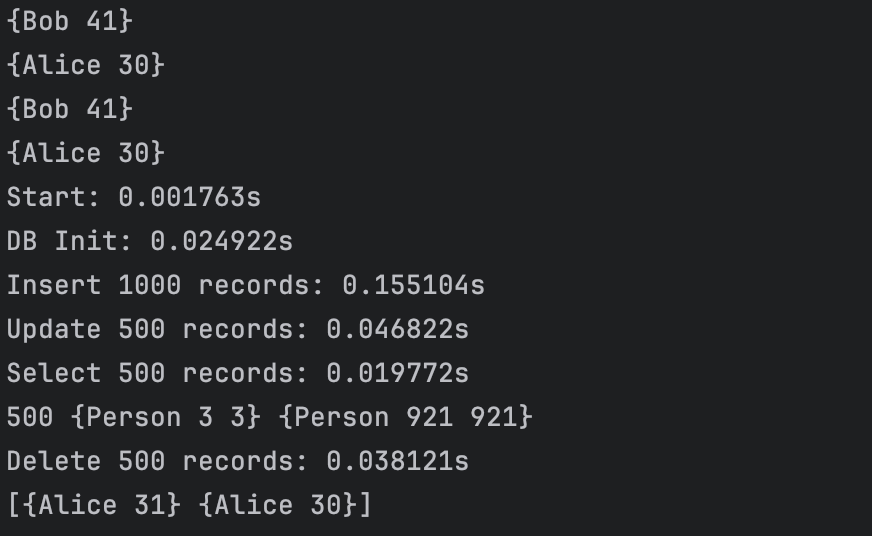 {Bob 41}
{Alice 30}
{Bob 41}
{Alice 30}
Start: 0.001763s
DB Init: 0.024922s
Insert 1000 records: 0.155104s
Update 500 records: 0.046822s
Select 500 records: 0.019772s
500 {Person 3 3} {Person 921 921}
Delete 500 records: 0.038121s
[{Alice 31} {Alice 30}]